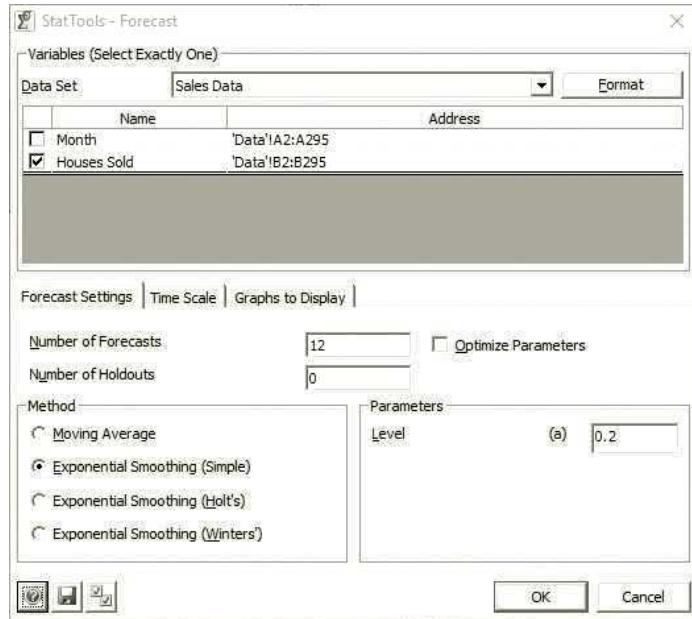 StatTools - Forecast
Variables (Select Exactly One)
Data Set Sales Data Format
Name Address
Month 'Data'!A2:A295
Houses Sold 'Data'!B2:B295
Forecast Settings Time Scale Graphs to Display
Number of Forecasts 12 Optimize Parameters
Number of Holdouts 0
Method Parameters
Moving Average Level (a) 0.2
Exponential Smoothing (Simple)
Exponential Smoothing (Holt's)
Exponential Smoothing (Winters')
OK Cancel